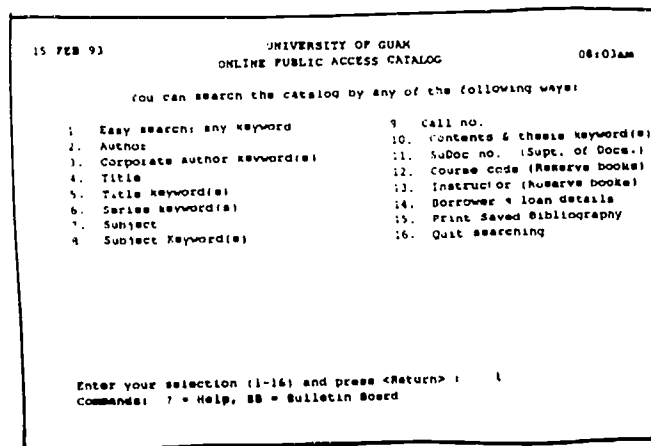 15 FEB 93 UNIVERSITY OF GUAM 08:03am
ONLINE PUBLIC ACCESS CATALOG
You can search the catalog by any of the following ways:
1 Easy search: any keyword
2. Author
3. Corporate author keyword(s)
4. Title
5. Title keyword(s)
6. Series keyword(s)
7. Subject
8 Subject Keyword(s)
9 Call no.
10. Contents & thesis keyword(s)
11. SuDoc no. (Supt. of Docs.)
12. Course code (Reserve books)
13. Instructor (Reserve books)
14. Borrower & loan details
15. Print Saved Bibliography
16. Quit searching
Enter your selection (1-16) and press <Return> : 1
Commands: ? = Help, BB = Bulletin Board